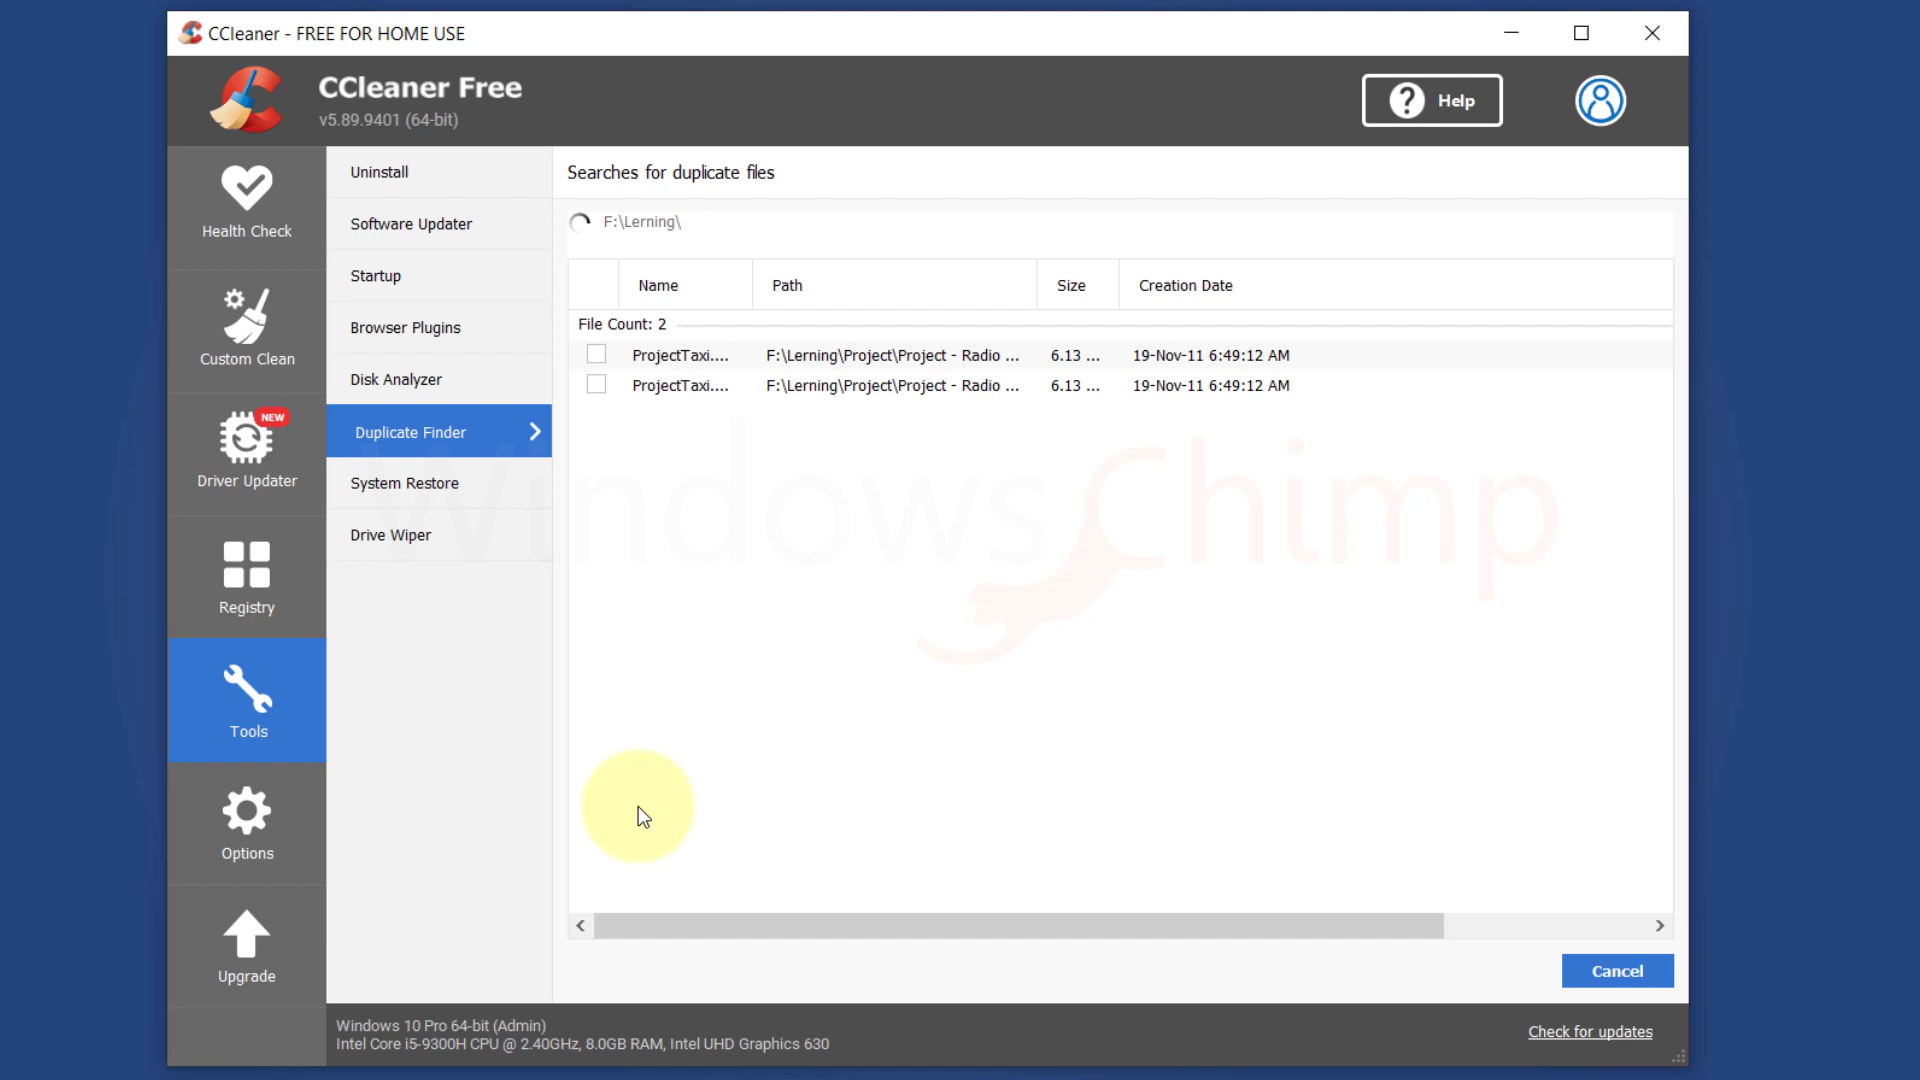 CCleaner - FREE FOR HOME USE
CCleaner Free
v5.89.9401 (64-bit)
Help
Health Check
Custom Clean
NEW
Driver Updater
Registry
Tools
Options
Upgrade
Uninstall
Software Updater
Startup
Browser Plugins
Disk Analyzer
Duplicate Finder
System Restore
Drive Wiper
Searches for duplicate files
F:\Lerning\
Name Path Size Creation Date
File Count: 2
ProjectTaxi.... F:\Lerning\Project\Project - Radio ... 6.13 ... 19-Nov-11 6:49:12 AM
ProjectTaxi.... F:\Lerning\Project\Project - Radio ... 6.13 ... 19-Nov-11 6:49:12 AM
Windows Chimp
Cancel
Windows 10 Pro 64-bit (Admin)
Intel Core i5-9300H CPU @ 2.40GHz, 8.0GB RAM, Intel UHD Graphics 630
Check for updates